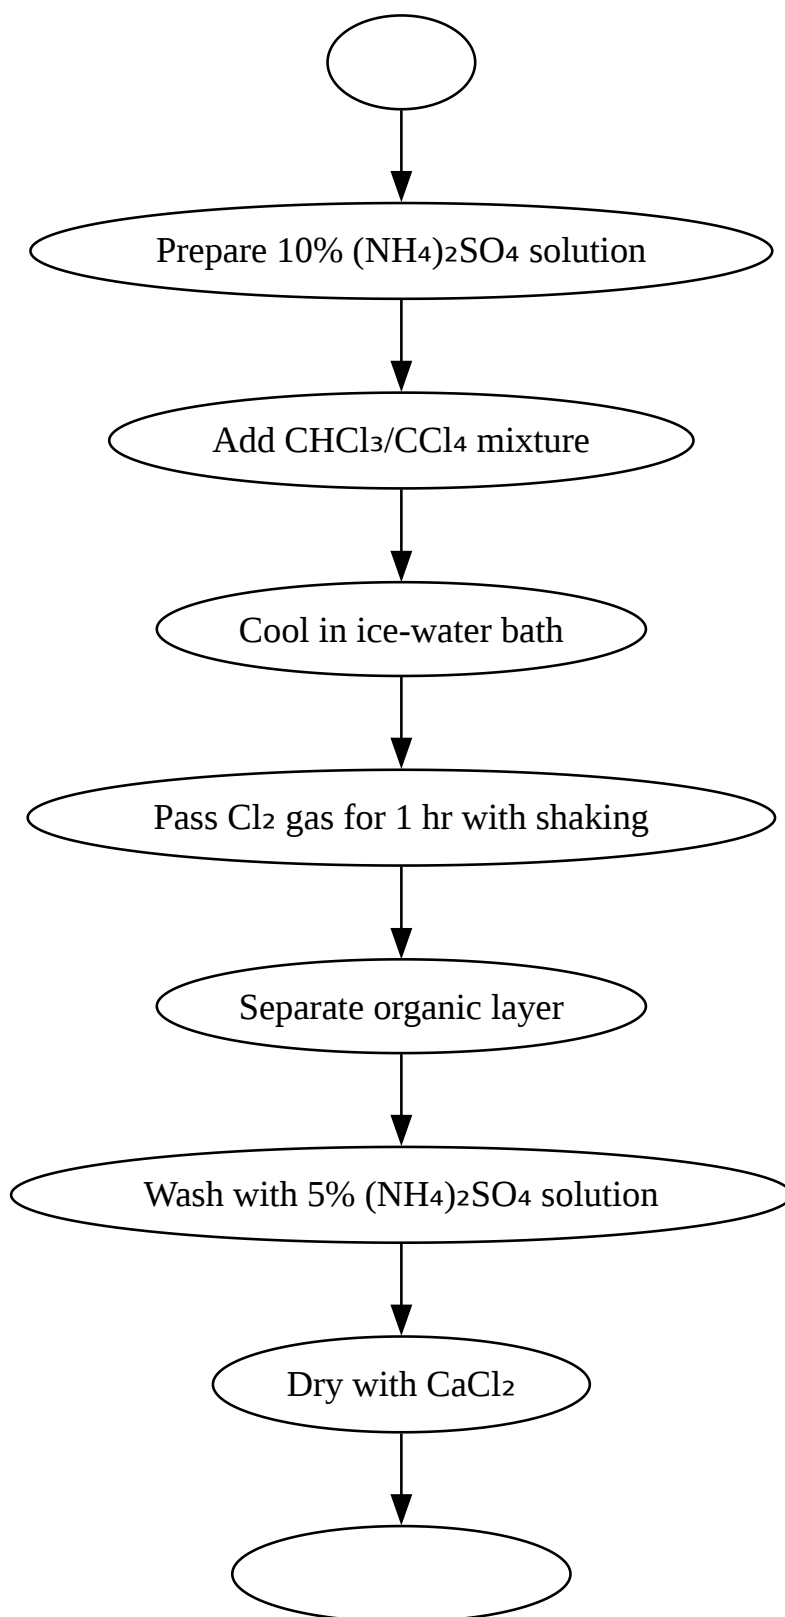 Prepare 10% (NH₄)₂SO₄ solution
Add CHCl₃/CCl₄ mixture
Cool in ice-water bath
Pass Cl₂ gas for 1 hr with shaking
Separate organic layer
Wash with 5% (NH₄)₂SO₄ solution
Dry with CaCl₂